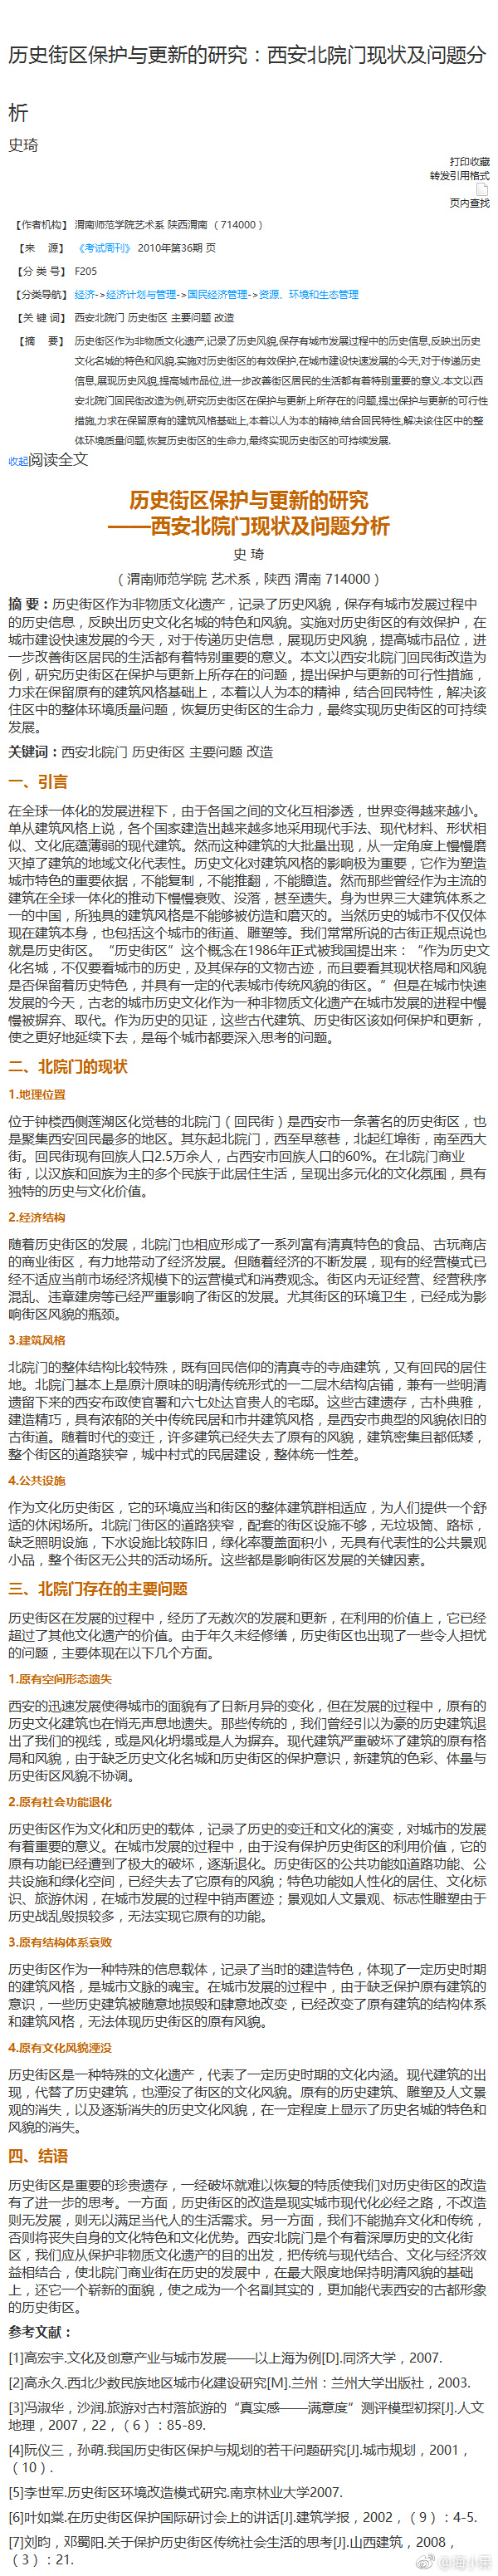 历史街区保护与更新的研究：西安北院门现状及问题分
析
史琦
打印收藏
转发引用格式
页内查找
【作者机构】 渭南师范学院艺术系 陕西渭南 （714000）
【来 源】 《考试周刊》 2010年第36期 页
【分 类 号】 F205
【分类导航】 经济->经济计划与管理->国民经济管理->资源、环境和生态管理
【关 键 词】 西安北院门 历史街区 主要问题 改造
【摘 要】 历史街区作为非物质文化遗产,记录了历史风貌,保存有城市发展过程中的历史信息,反映出历史
文化名城的特色和风貌.实施对历史街区的有效保护,在城市建设快速发展的今天,对于传递历史
信息,展现历史风貌,提高城市品位,进一步改善街区居民的生活都有着特别重要的意义.本文以西
安北院门回民街改造为例,研究历史街区在保护与更新上所存在的问题,提出保护与更新的可行性
措施,力求在保留原有的建筑风格基础上,本着以人为本的精神,结合回民特性,解决该住区中的整
体环境质量问题,恢复历史街区的生命力,最终实现历史街区的可持续发展.
收起阅读全文
历史街区保护与更新的研究
——西安北院门现状及问题分析
史 琦
（渭南师范学院 艺术系，陕西 渭南 714000）
摘 要：历史街区作为非物质文化遗产，记录了历史风貌，保存有城市发展过程中
的历史信息，反映出历史文化名城的特色和风貌。实施对历史街区的有效保护，在
城市建设快速发展的今天，对于传递历史信息，展现历史风貌，提高城市品位，进
一步改善街区居民的生活都有着特别重要的意义。本文以西安北院门回民街改造为
例，研究历史街区在保护与更新上所存在的问题，提出保护与更新的可行性措施，
力求在保留原有的建筑风格基础上，本着以人为本的精神，结合回民特性，解决该
住区中的整体环境质量问题，恢复历史街区的生命力，最终实现历史街区的可持续
发展。
关键词：西安北院门 历史街区 主要问题 改造
一、引言
在全球一体化的发展进程下，由于各国之间的文化互相渗透，世界变得越来越小。
单从建筑风格上说，各个国家建造出越来越多地采用现代手法、现代材料、形状相
似、文化底蕴薄弱的现代建筑。然而这种建筑的大批量出现，从一定角度上慢慢磨
灭掉了建筑的地域文化代表性。历史文化对建筑风格的影响极为重要，它作为塑造
城市特色的重要依据，不能复制，不能推翻，不能臆造。然而那些曾经作为主流的
建筑在全球一体化的推动下慢慢衰败、没落，甚至遗失。身为世界三大建筑体系之
一的中国，所独具的建筑风格是不能够被仿造和磨灭的。当然历史的城市不仅仅体
现在建筑本身，也包括这个城市的街道、雕塑等。我们常常所说的古街正规点说也
就是历史街区。“历史街区”这个概念在1986年正式被我国提出来：“作为历史文
化名城，不仅要看城市的历史，及其保存的文物古迹，而且要看其现状格局和风貌
是否保留着历史特色，并具有一定的代表城市传统风貌的街区。”但是在城市快速
发展的今天，古老的城市历史文化作为一种非物质文化遗产在城市发展的进程中慢
慢被摒弃、取代。作为历史的见证，这些古代建筑、历史街区该如何保护和更新，
使之更好地延续下去，是每个城市都要深入思考的问题。
二、北院门的现状
1.地理位置
位于钟楼西侧莲湖区化觉巷的北院门（回民街）是西安市一条著名的历史街区，也
是聚集西安回民最多的地区。其东起北院门，西至早慈巷，北起红埠街，南至西大
街。回民街现有回族人口2.5万余人，占西安市回族人口的60%。在北院门商业
街，以汉族和回族为主的多个民族于此居住生活，呈现出多元化的文化氛围，具有
独特的历史与文化价值。
2.经济结构
随着历史街区的发展，北院门也相应形成了一系列富有清真特色的食品、古玩商店
的商业街区，有力地带动了经济发展。但随着经济的不断发展，现有的经营模式已
经不适应当前市场经济规模下的运营模式和消费观念。街区内无证经营、经营秩序
混乱、违章建房等已经严重影响了街区的发展。尤其街区的环境卫生，已经成为影
响街区风貌的瓶颈。
3.建筑风格
北院门的整体结构比较特殊，既有回民信仰的清真寺的寺庙建筑，又有回民的居住
地。北院门基本上是原汁原味的明清传统形式的一二层木结构店铺，兼有一些明清
遗留下来的西安布政使官署和六七处达官贵人的宅邸。这些古建遗存，古朴典雅，
建造精巧，具有浓郁的关中传统民居和市井建筑风格，是西安市典型的风貌依旧的
古街道。随着时代的变迁，许多建筑已经失去了原有的风貌，建筑密集且都低矮，
整个街区的道路狭窄，城中村式的民居建设，整体统一性差。
4.公共设施
作为文化历史街区，它的环境应当和街区的整体建筑群相适应，为人们提供一个舒
适的休闲场所。北院门街区的道路狭窄，配套的街区设施不够，无垃圾筒、路标，
缺乏照明设施，下水设施比较陈旧，绿化率覆盖面积小，无具有代表性的公共景观
小品，整个街区无公共的活动场所。这些都是影响街区发展的关键因素。
三、北院门存在的主要问题
历史街区在发展的过程中，经历了无数次的发展和更新，在利用的价值上，它已经
超过了其他文化遗产的价值。由于年久未经修缮，历史街区也出现了一些令人担忧
的问题，主要体现在以下几个方面。
1.原有空间形态遗失
西安的迅速发展使得城市的面貌有了日新月异的变化，但在发展的过程中，原有的
历史文化建筑也在悄无声息地遗失。那些传统的，我们曾经引以为豪的历史建筑退
出了我们的视线，或是风化坍塌或是人为摒弃。现代建筑严重破坏了建筑的原有格
局和风貌，由于缺乏历史文化名城和历史街区的保护意识，新建筑的色彩、体量与
历史街区风貌不协调。
2.原有社会功能退化
历史街区作为文化和历史的载体，记录了历史的变迁和文化的演变，对城市的发展
有着重要的意义。在城市发展的过程中，由于没有保护历史街区的利用价值，它的
原有功能已经遭到了极大的破坏，逐渐退化。历史街区的公共功能如道路功能、公
共设施和绿化空间，已经失去了它原有的风貌；特色功能如人性化的居住、文化标
识、旅游休闲，在城市发展的过程中销声匿迹；景观如人文景观、标志性雕塑由于
历史战乱毁损较多，无法实现它原有的功能。
3.原有结构体系衰败
历史街区作为一种特殊的信息载体，记录了当时的建造特色，体现了一定历史时期
的建筑风格，是城市文脉的魂宝。在城市发展的过程中，由于缺乏保护原有建筑的
意识，一些历史建筑被随意地损毁和肆意地改变，已经改变了原有建筑的结构体系
和建筑风格，无法体现历史街区的原有风貌。
4.原有文化风貌湮没
历史街区是一种特殊的文化遗产，代表了一定历史时期的文化内涵。现代建筑的出
现，代替了历史建筑，也湮没了街区的文化风貌。原有的历史建筑、雕塑及人文景
观的消失，以及逐渐消失的历史文化风貌，在一定程度上显示了历史名城的特色和
风貌的消失。
四、结语
历史街区是重要的珍贵遗存，一经破坏就难以恢复的特质使我们对历史街区的改造
有了进一步的思考。一方面，历史街区的改造是现实城市现代化必经之路，不改造
则无发展，则无以满足当代人的生活需求。另一方面，我们不能抛弃文化和传统，
否则将丧失自身的文化特色和文化优势。西安北院门是个有着深厚历史的文化街
区，我们应从保护非物质文化遗产的目的出发，把传统与现代结合、文化与经济效
益相结合，使北院门商业街在历史的发展中，在最大限度地保持明清风貌的基础
上，还它一个崭新的面貌，使之成为一个名副其实的，更加能代表西安的古都形象
的历史街区。
参考文献：
[1]高宏宇.文化及创意产业与城市发展——以上海为例[D].同济大学，2007.
[2]高永久.西北少数民族地区城市化建设研究[M].兰州：兰州大学出版社，2003.
[3]冯淑华，沙润.旅游对古村落旅游的“真实感——满意度”测评模型初探[J].人文
地理，2007，22，（6）：85-89.
[4]阮仪三，孙萌.我国历史街区保护与规划的若干问题研究[J].城市规划，2001，
（10）.
[5]李世军.历史街区环境改造模式研究.南京林业大学2007.
[6]叶如棠.在历史街区保护国际研讨会上的讲话[J].建筑学报，2002，（9）：4-5.
[7]刘昀，邓蜀阳.关于保护历史街区传统社会生活的思考[J].山西建筑，2008，
（3）：21.